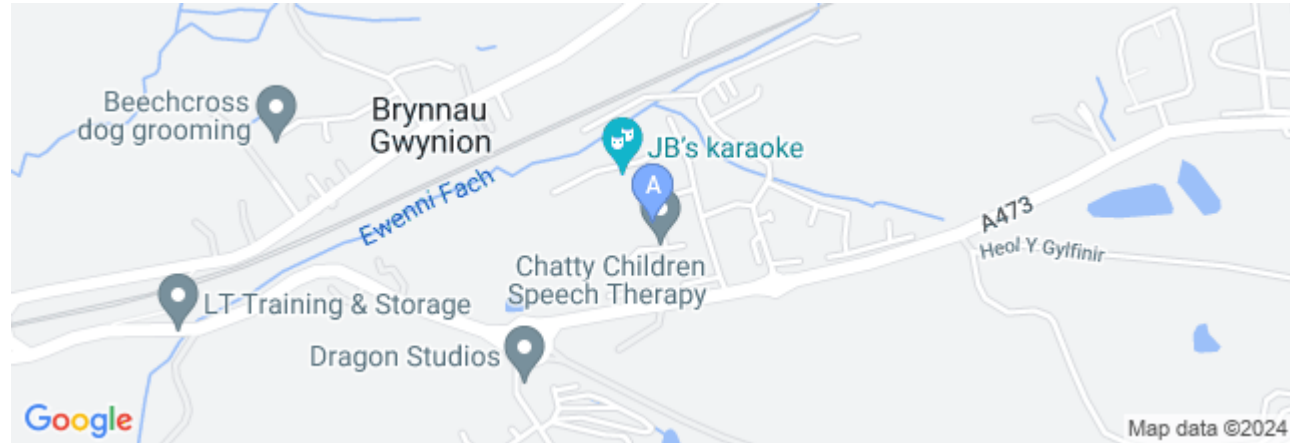 Beechcross
dog grooming
Brynnau
Gwynion
JB's karaoke
A
Ewenni Fach
A473
Heol Y Gylfinir
Chatty Children
Speech Therapy
LT Training & Storage
Dragon Studios
Google
Map data ©2024